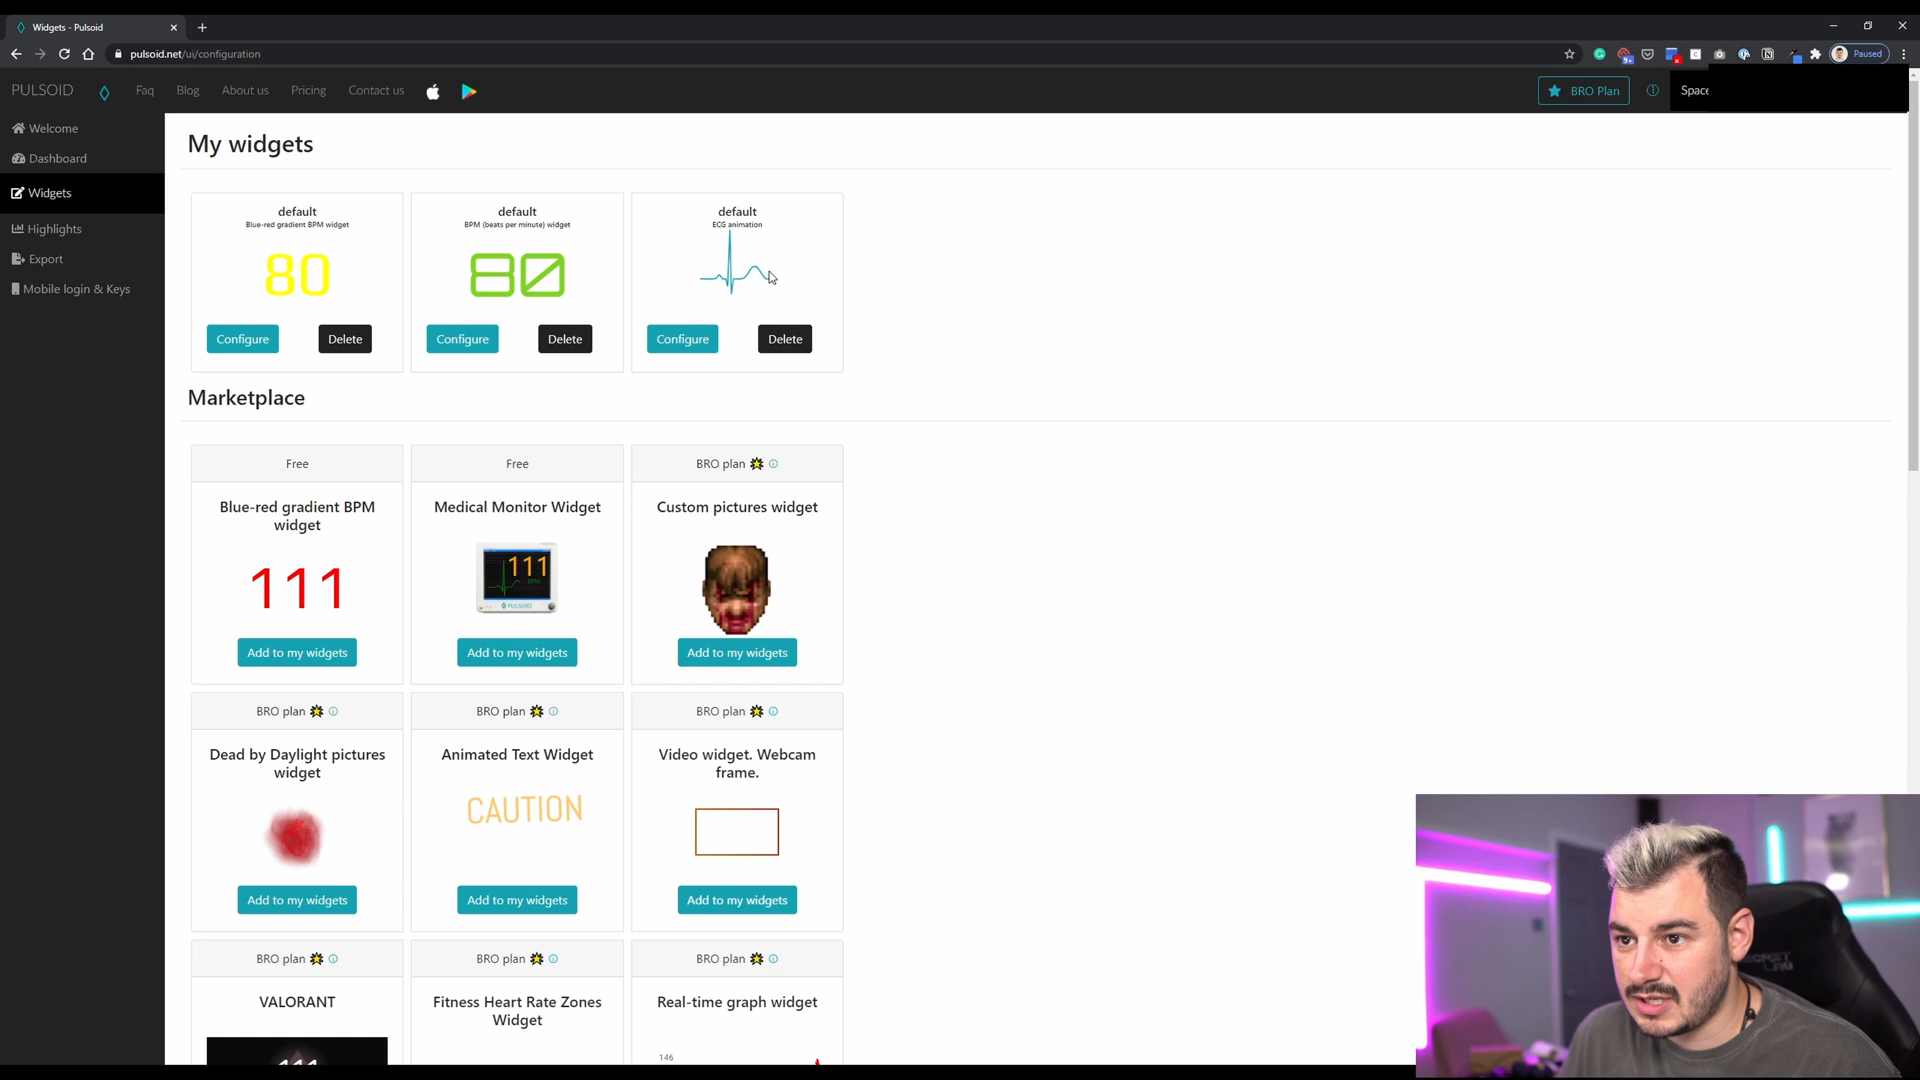 Widgets - Pulsoid
pulsoid.net/ui/configuration
9+
Paused
PULSOID
Faq
Blog
About us
Pricing
Contact us
BRO Plan
Space
Welcome
Dashboard
Widgets
Highlights
Export
Mobile login & Keys
My widgets
default
Blue-red gradient BPM widget
80
Configure
Delete
default
BPM (beats per minute) widget
80
Configure
Delete
default
ECG animation
Configure
Delete
Marketplace
Free
Blue-red gradient BPM
widget
111
Add to my widgets
Free
Medical Monitor Widget
111
BPM
PULSOID
Add to my widgets
BRO plan
Custom pictures widget
Add to my widgets
BRO plan
Dead by Daylight pictures
widget
Add to my widgets
BRO plan
Animated Text Widget
CAUTION
Add to my widgets
BRO plan
Video widget. Webcam
frame.
Add to my widgets
BRO plan
VALORANT
111
BRO plan
Fitness Heart Rate Zones
Widget
BRO plan
Real-time graph widget
146